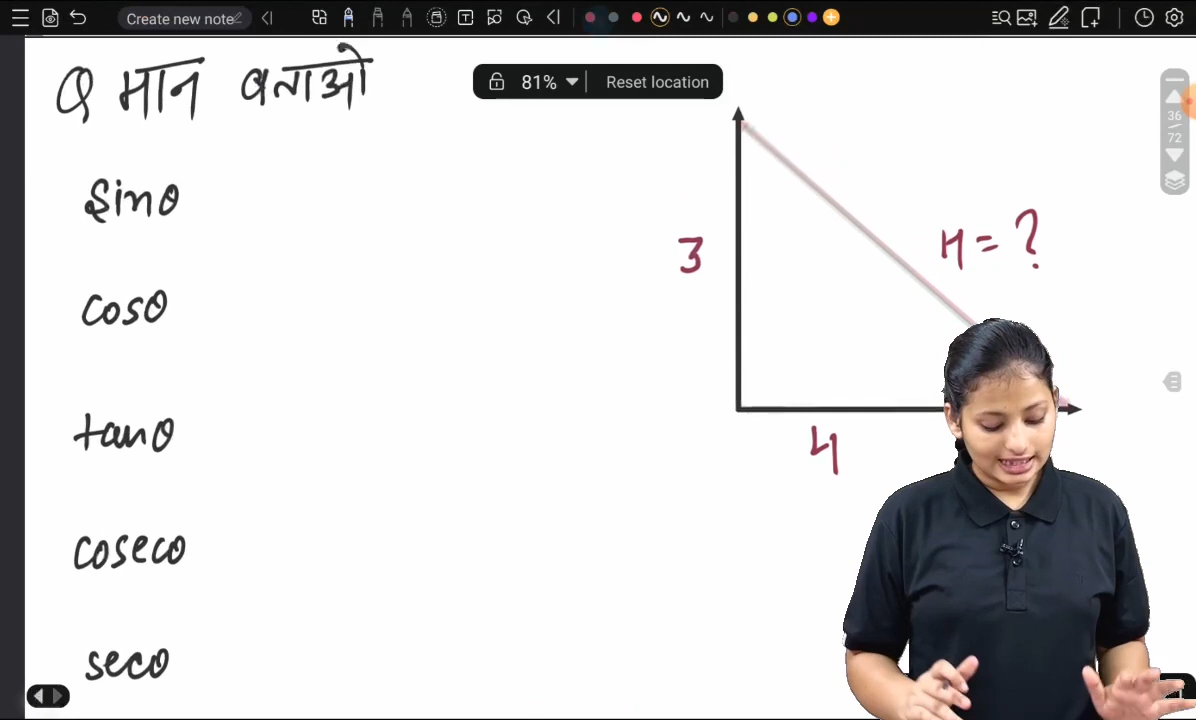 Create new note
81% Reset location
36
72
Q मान बताओ
sinθ
3
H = ?
cosθ
4
tanθ
cosecθ
secθ